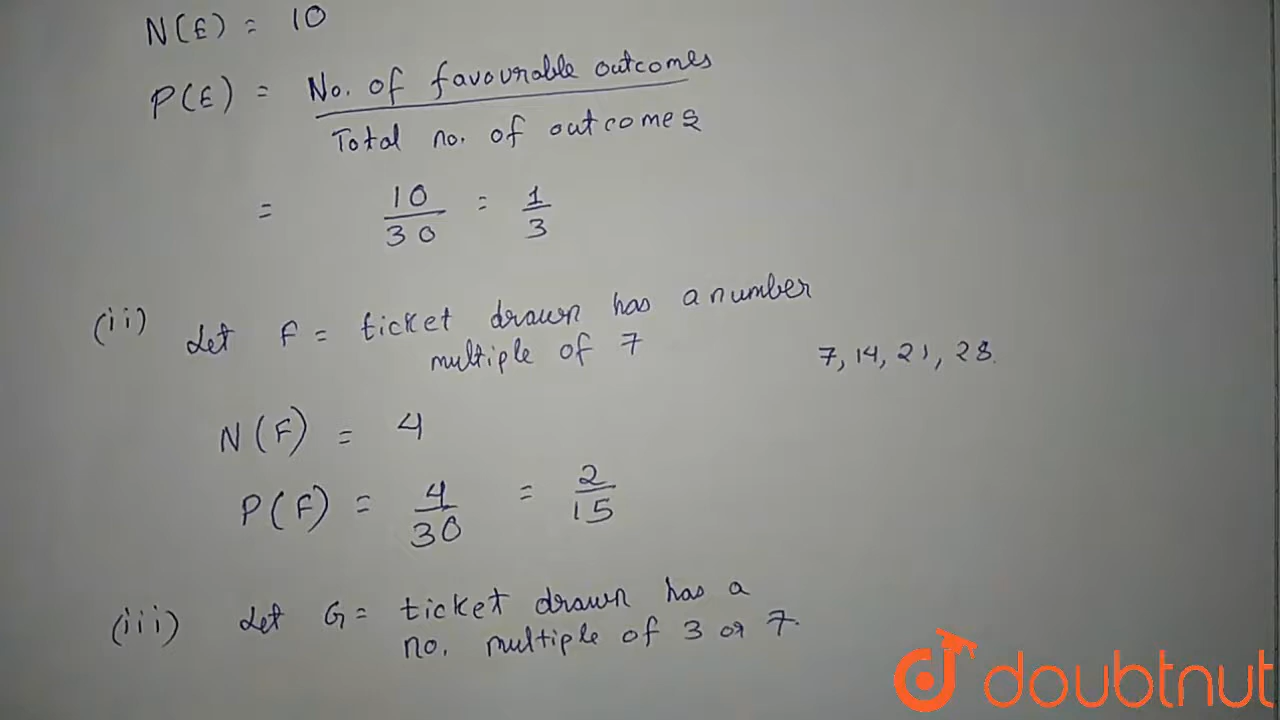 N(E) = 10
P(E) = No. of favourable outcomes
Total no. of outcomes
= 10/30 = 1/3
(ii) Let F = ticket drawn has a number
multiple of 7
7, 14, 21, 28.
N(F) = 4
P(F) = 4/30 = 2/15
(iii) Let G = ticket drawn has a
no. multiple of 3 or 7.
doubtnut